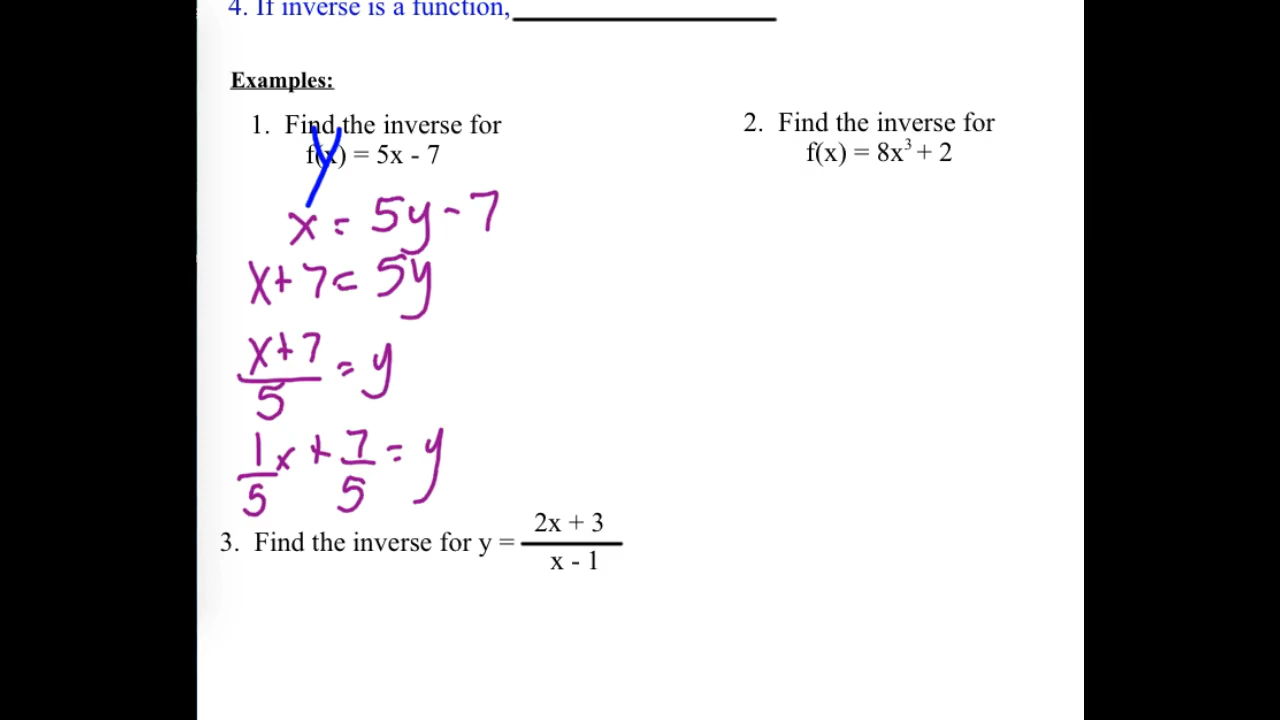 4. If inverse is a function,
Examples:
1. Find the inverse for
f(x) = 5x - 7
y
x = 5y - 7
x + 7 = 5y
x+7/5 = y
1/5x + 7/5 = y
2. Find the inverse for
f(x) = 8x³ + 2
3. Find the inverse for y = 2x + 3 / x - 1